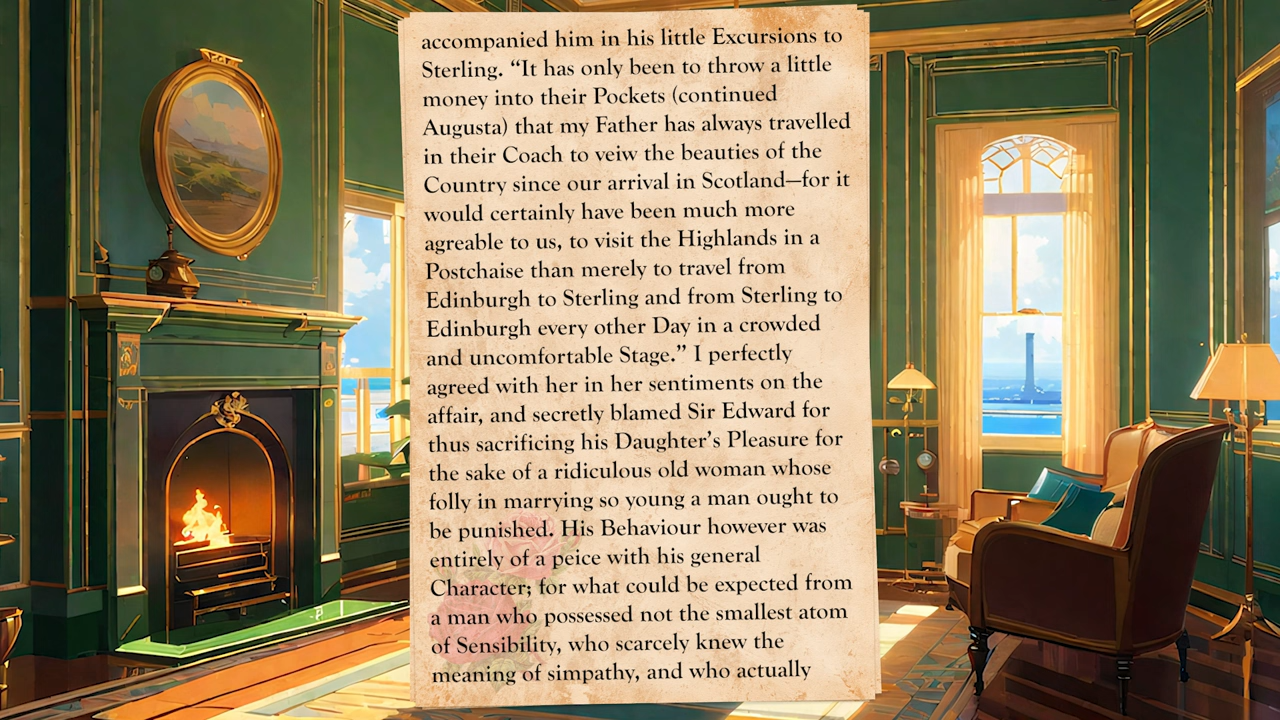 accompanied him in his little Excursions to
Sterling. “It has only been to throw a little
money into their Pockets (continued
Augusta) that my Father has always travelled
in their Coach to veiw the beauties of the
Country since our arrival in Scotland—for it
would certainly have been much more
agreable to us, to visit the Highlands in a
Postchaise than merely to travel from
Edinburgh to Sterling and from Sterling to
Edinburgh every other Day in a crowded
and uncomfortable Stage.” I perfectly
agreed with her in her sentiments on the
affair, and secretly blamed Sir Edward for
thus sacrificing his Daughter’s Pleasure for
the sake of a ridiculous old woman whose
folly in marrying so young a man ought to
be punished. His Behaviour however was
entirely of a peice with his general
Character; for what could be expected from
a man who possessed not the smallest atom
of Sensibility, who scarcely knew the
meaning of simpathy, and who actually